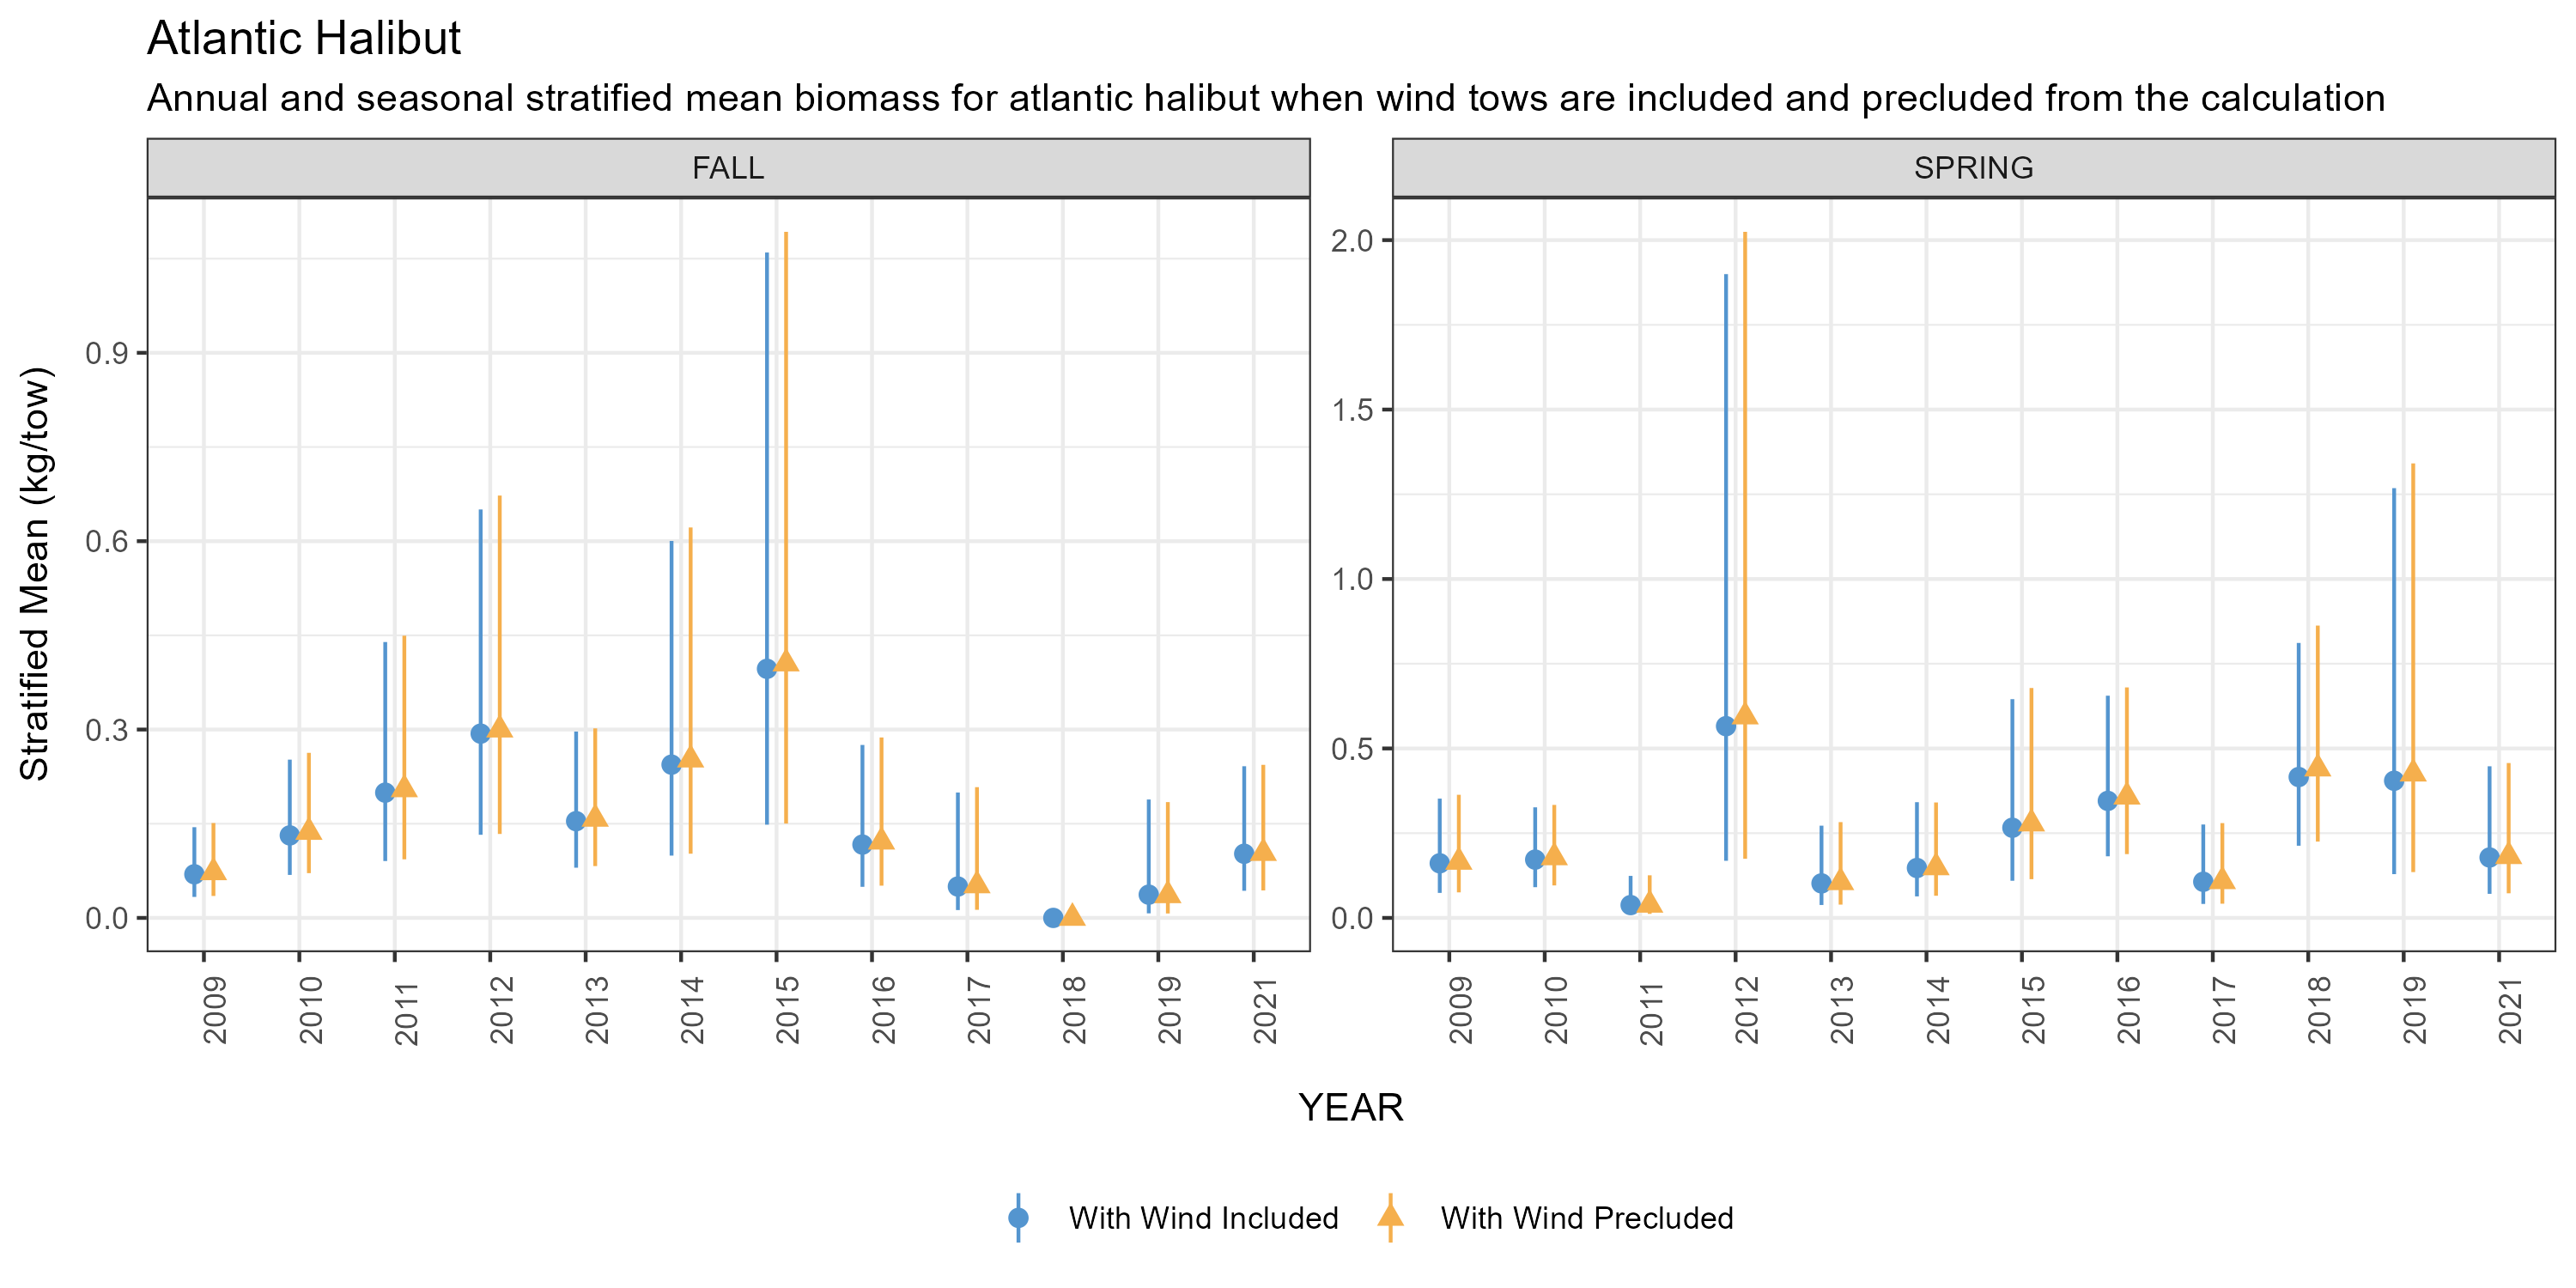 Atlantic Halibut
Annual and seasonal stratified mean biomass for atlantic halibut when wind tows are included and precluded from the calculation
FALL
SPRING
Stratified Mean (kg/tow)
0.9
0.6
0.3
0.0
2.0
1.5
1.0
0.5
0.0
2009 2010 2011 2012 2013 2014 2015 2016 2017 2018 2019 2021
2009 2010 2011 2012 2013 2014 2015 2016 2017 2018 2019 2021
YEAR
With Wind Included
With Wind Precluded